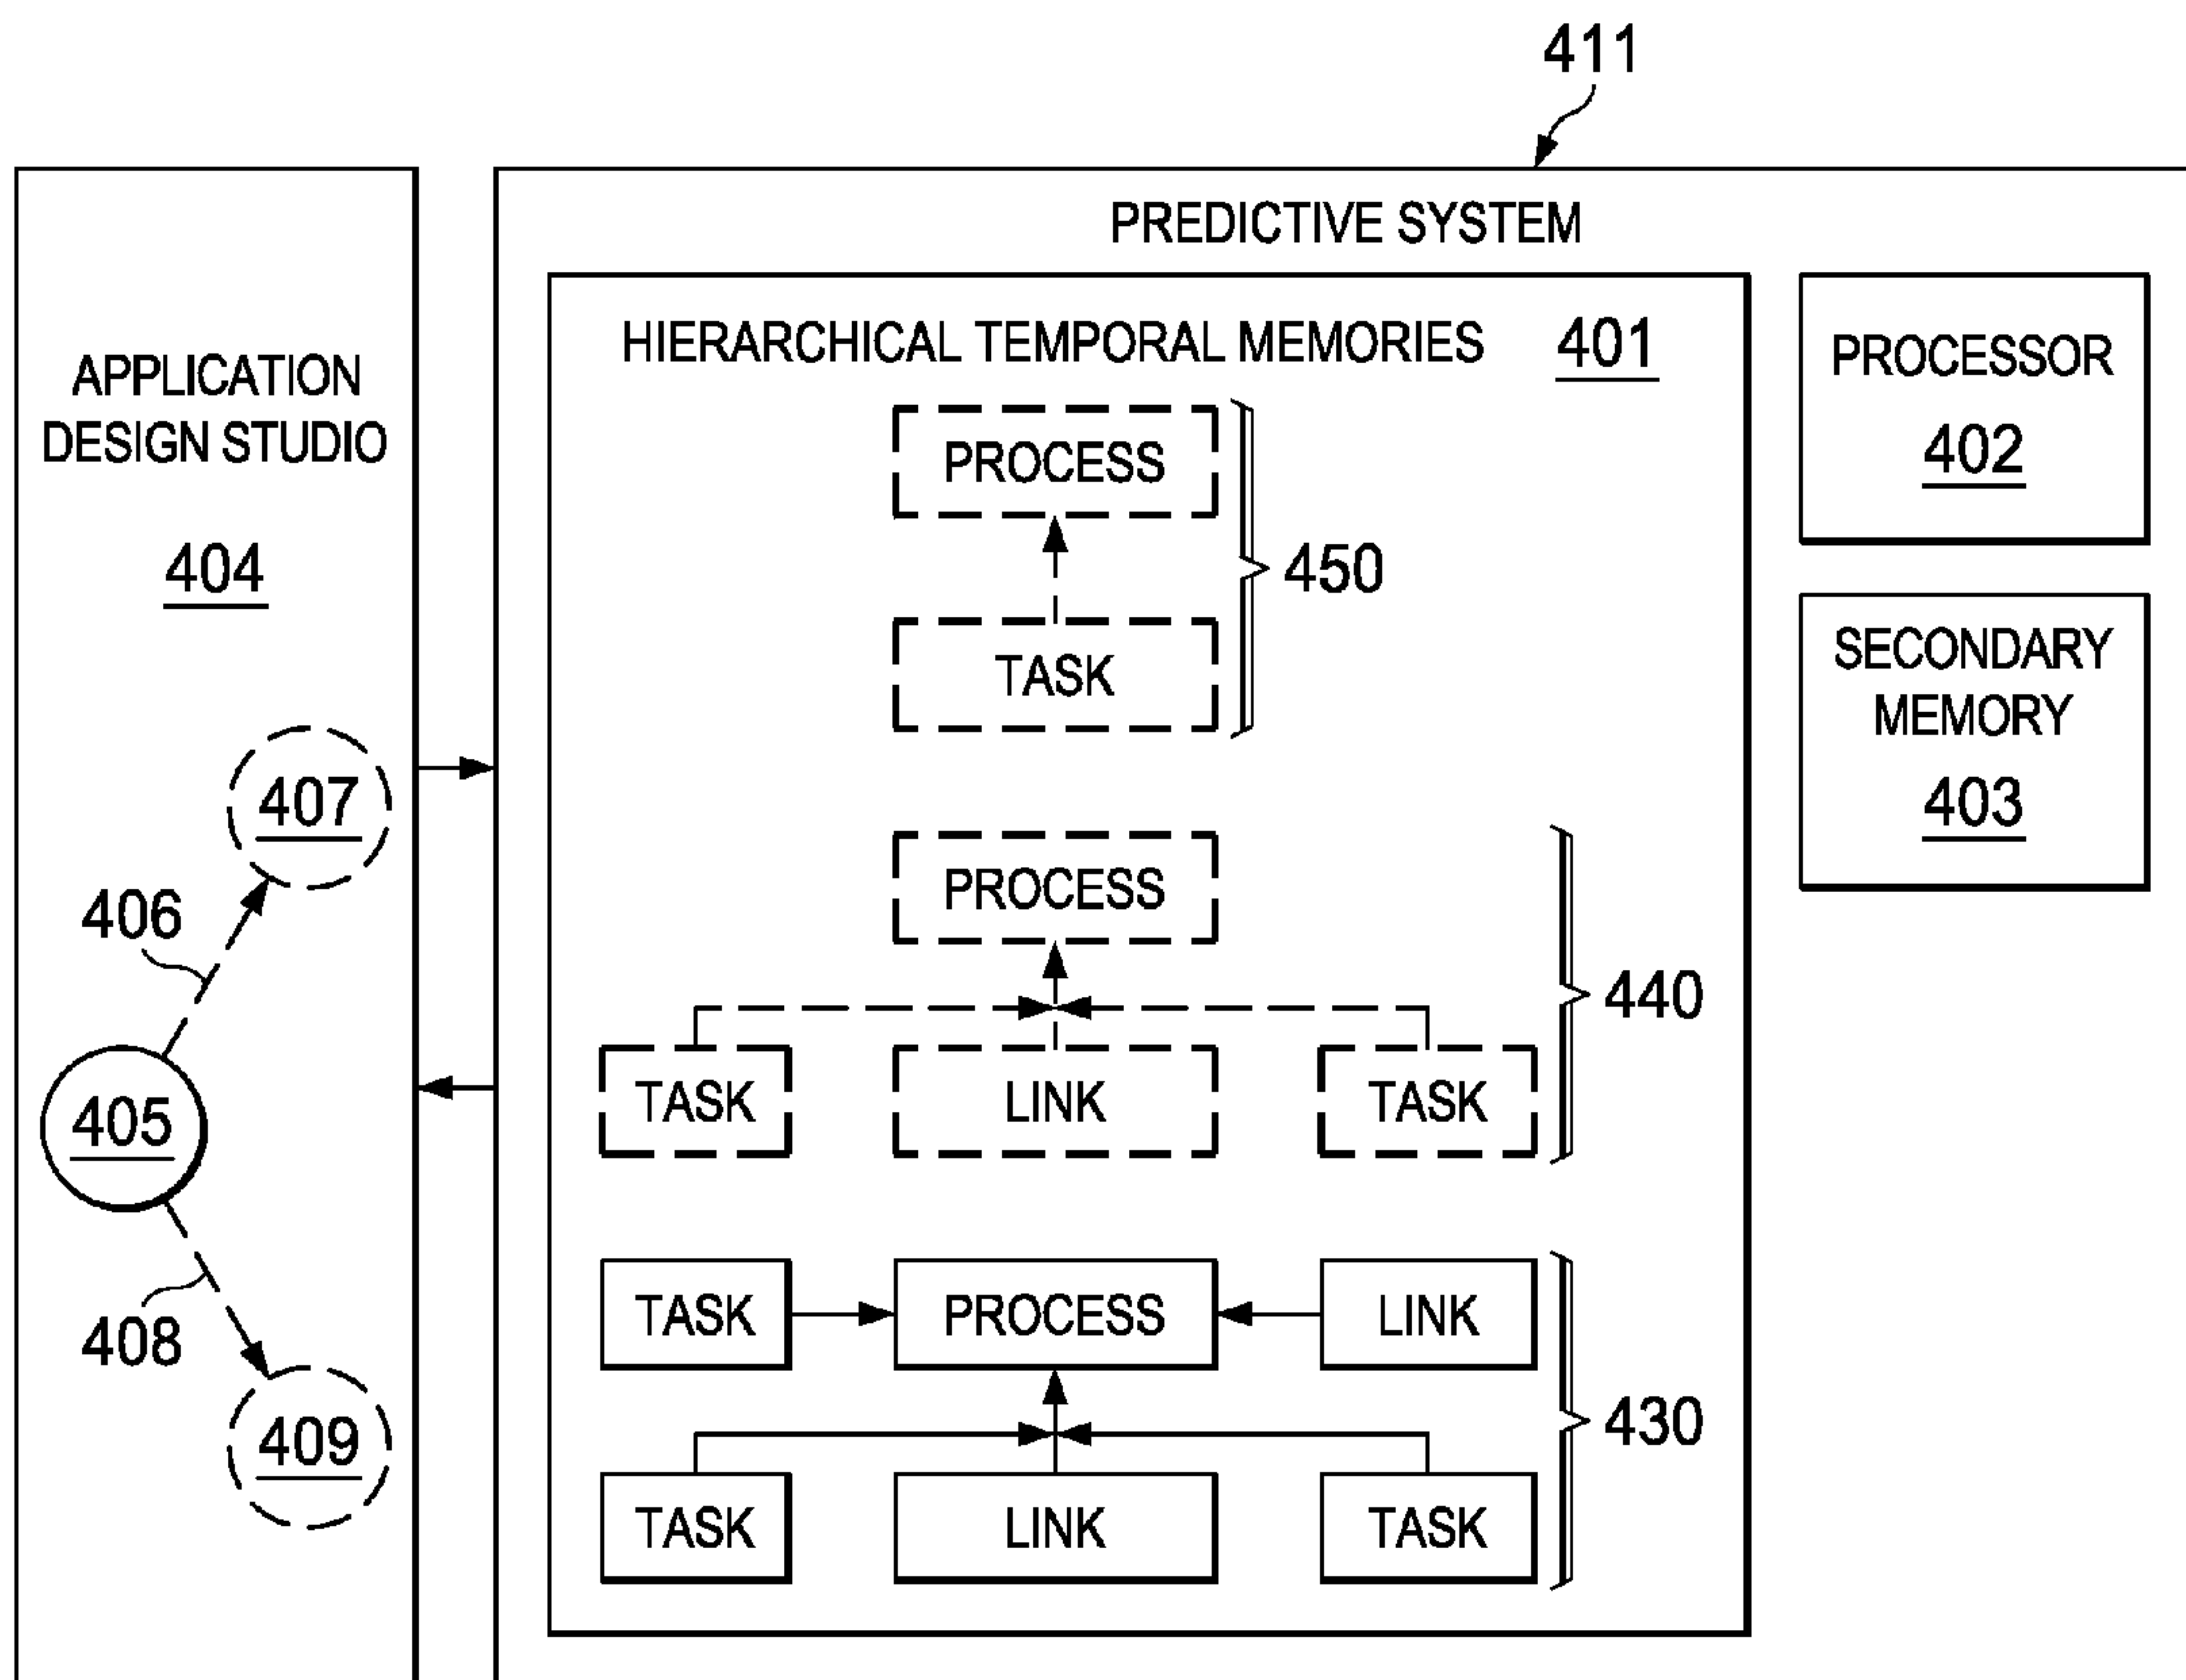 411
PREDICTIVE SYSTEM
APPLICATION
DESIGN STUDIO
404
407
406
405
408
409
HIERARCHICAL TEMPORAL MEMORIES 401
PROCESS
TASK
450
PROCESS
TASK LINK TASK
440
TASK PROCESS LINK
TASK LINK TASK
430
PROCESSOR
402
SECONDARY
MEMORY
403